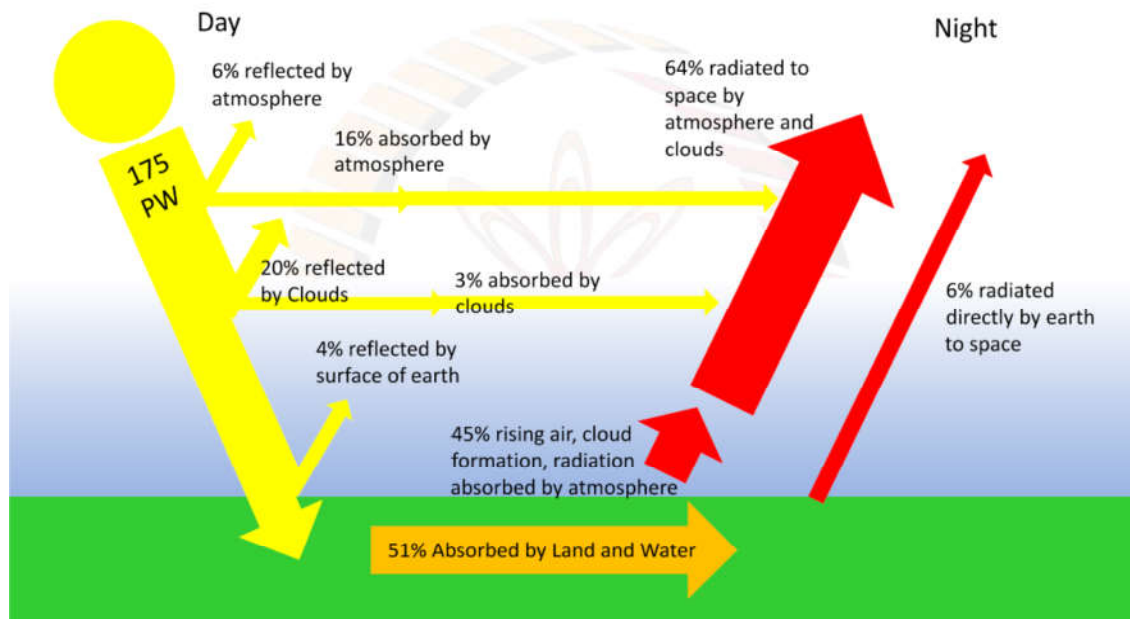 Day
Night
175
PW
6% reflected by
atmosphere
16% absorbed by
atmosphere
64% radiated to
space by
atmosphere and
clouds
20% reflected
by Clouds
3% absorbed by
clouds
6% radiated
directly by earth
to space
4% reflected by
surface of earth
45% rising air, cloud
formation, radiation
absorbed by atmosphere
51% Absorbed by Land and Water